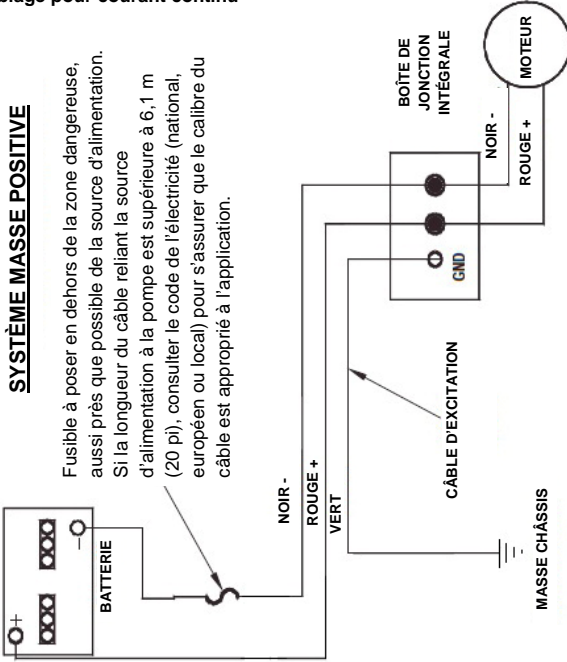 SYSTÈME MASSE POSITIVE
Fusible à poser en dehors de la zone dangereuse,
aussi près que possible de la source d'alimentation.
Si la longueur du câble reliant la source
d'alimentation à la pompe est supérieure à 6,1 m
(20 pi), consulter le code de l'électricité (national,
européen ou local) pour s'assurer que le calibre du
câble est approprié à l'application.
+
-
BATTERIE
NOIR -
ROUGE +
VERT
CÂBLE D'EXCITATION
MASSE CHÂSSIS
BOÎTE DE
JONCTION
INTÉGRALE
GND
NOIR -
ROUGE +
MOTEUR